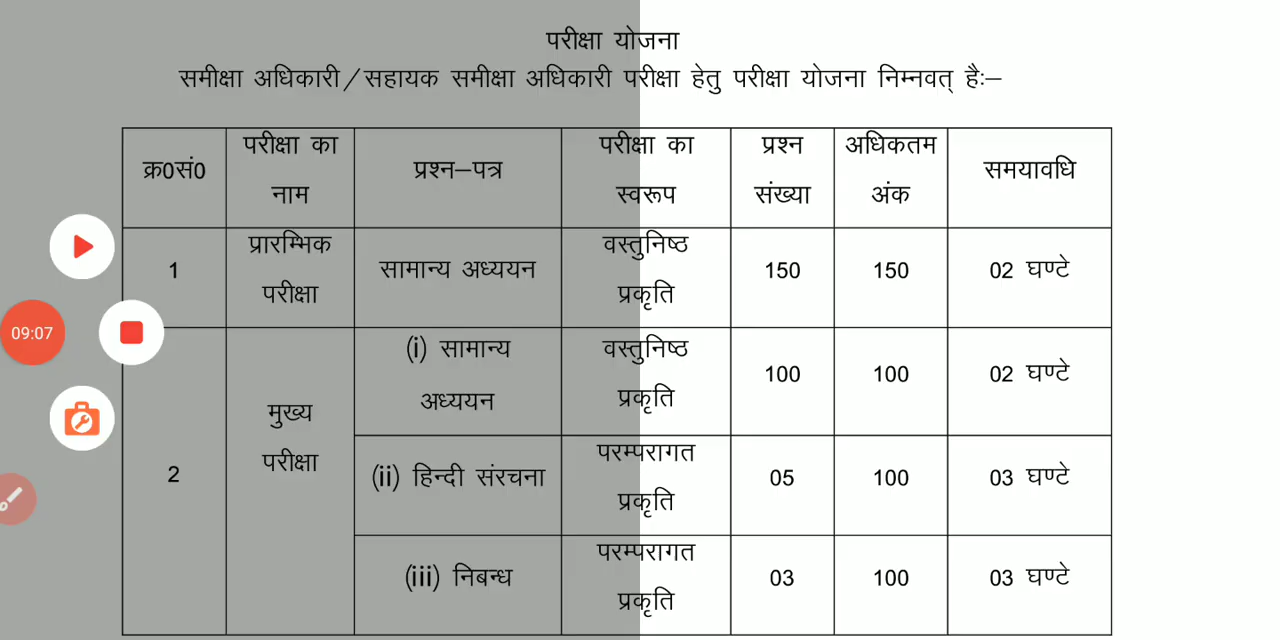 परीक्षा योजना
समीक्षा अधिकारी/सहायक समीक्षा अधिकारी परीक्षा हेतु परीक्षा योजना निम्नवत् है:–
क्र0सं0 परीक्षा का नाम प्रश्न–पत्र परीक्षा का स्वरूप प्रश्न संख्या अधिकतम अंक समयावधि
1 प्रारम्भिक परीक्षा सामान्य अध्ययन वस्तुनिष्ठ प्रकृति 150 150 02 घण्टे
2 मुख्य परीक्षा (i) सामान्य अध्ययन वस्तुनिष्ठ प्रकृति 100 100 02 घण्टे
(ii) हिन्दी संरचना परम्परागत प्रकृति 05 100 03 घण्टे
(iii) निबन्ध परम्परागत प्रकृति 03 100 03 घण्टे
09:07